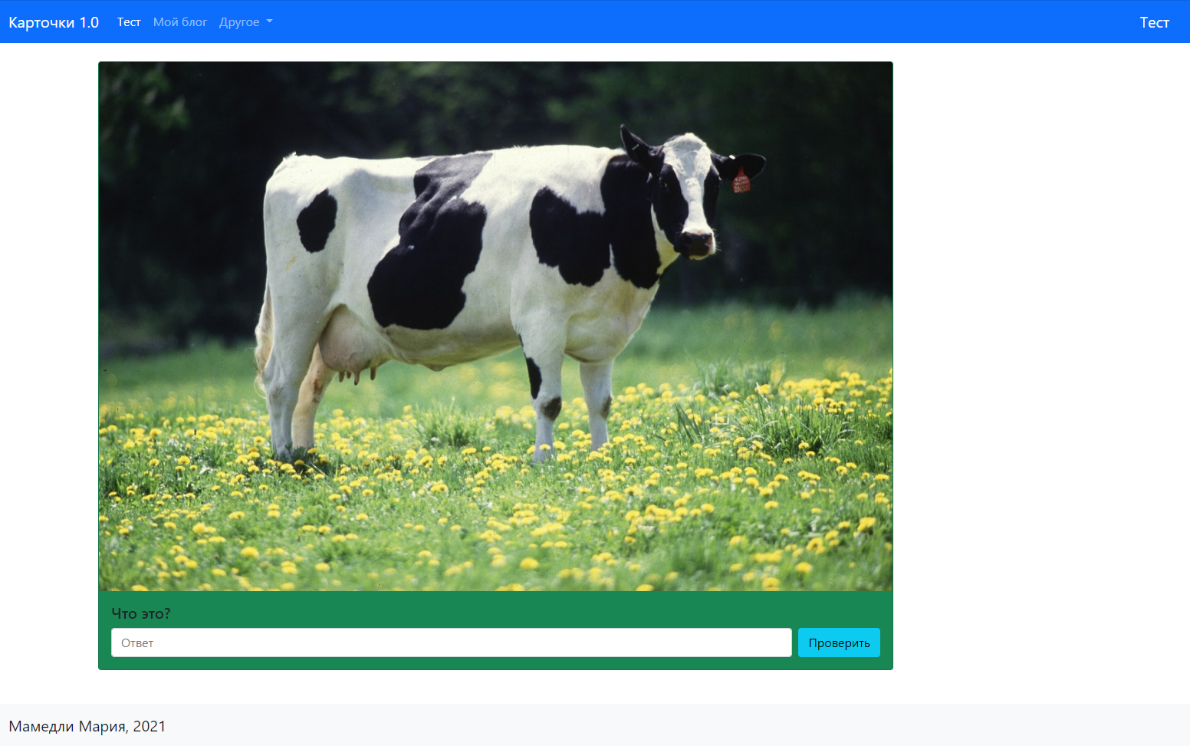 Карточки 1.0 Тест Мой блог Другое Тест
Что это?
Ответ Проверить
Мамедли Мария, 2021